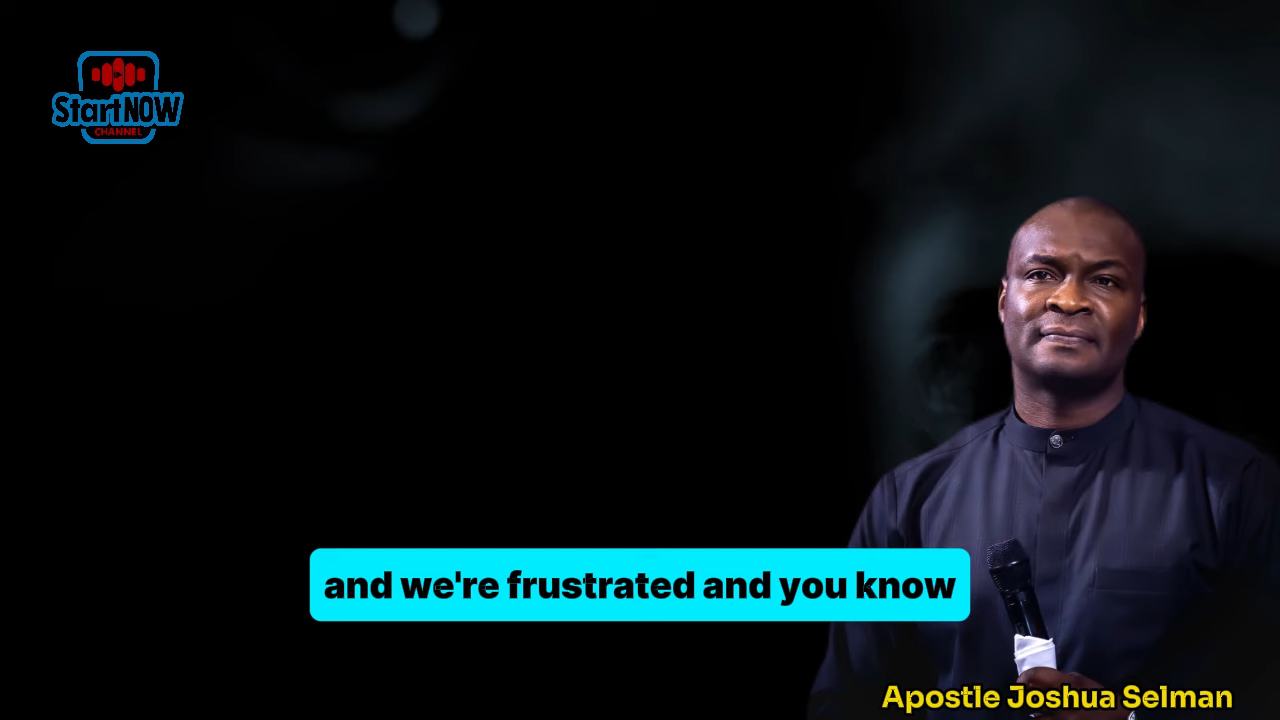 StartNOW
CHANNEL
and we're frustrated and you know
Apostle Joshua Selman